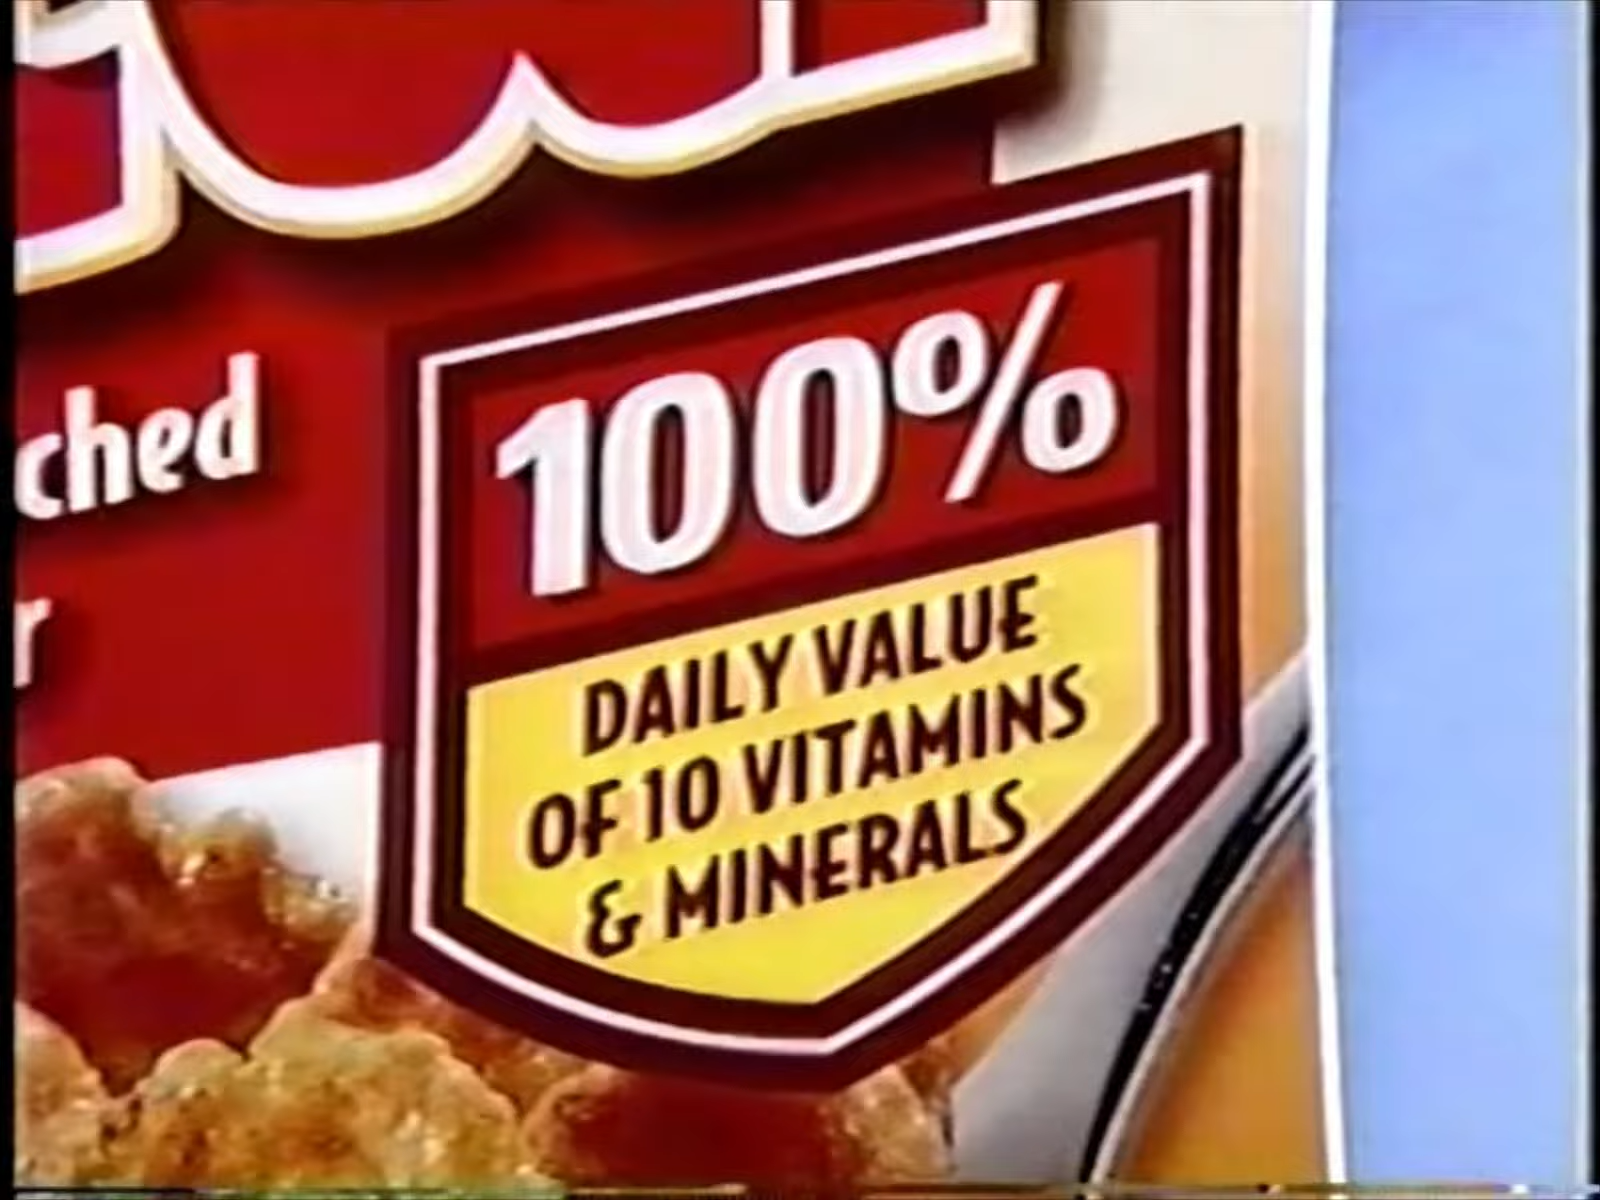 ched
r
100%
DAILY VALUE
OF 10 VITAMINS
& MINERALS